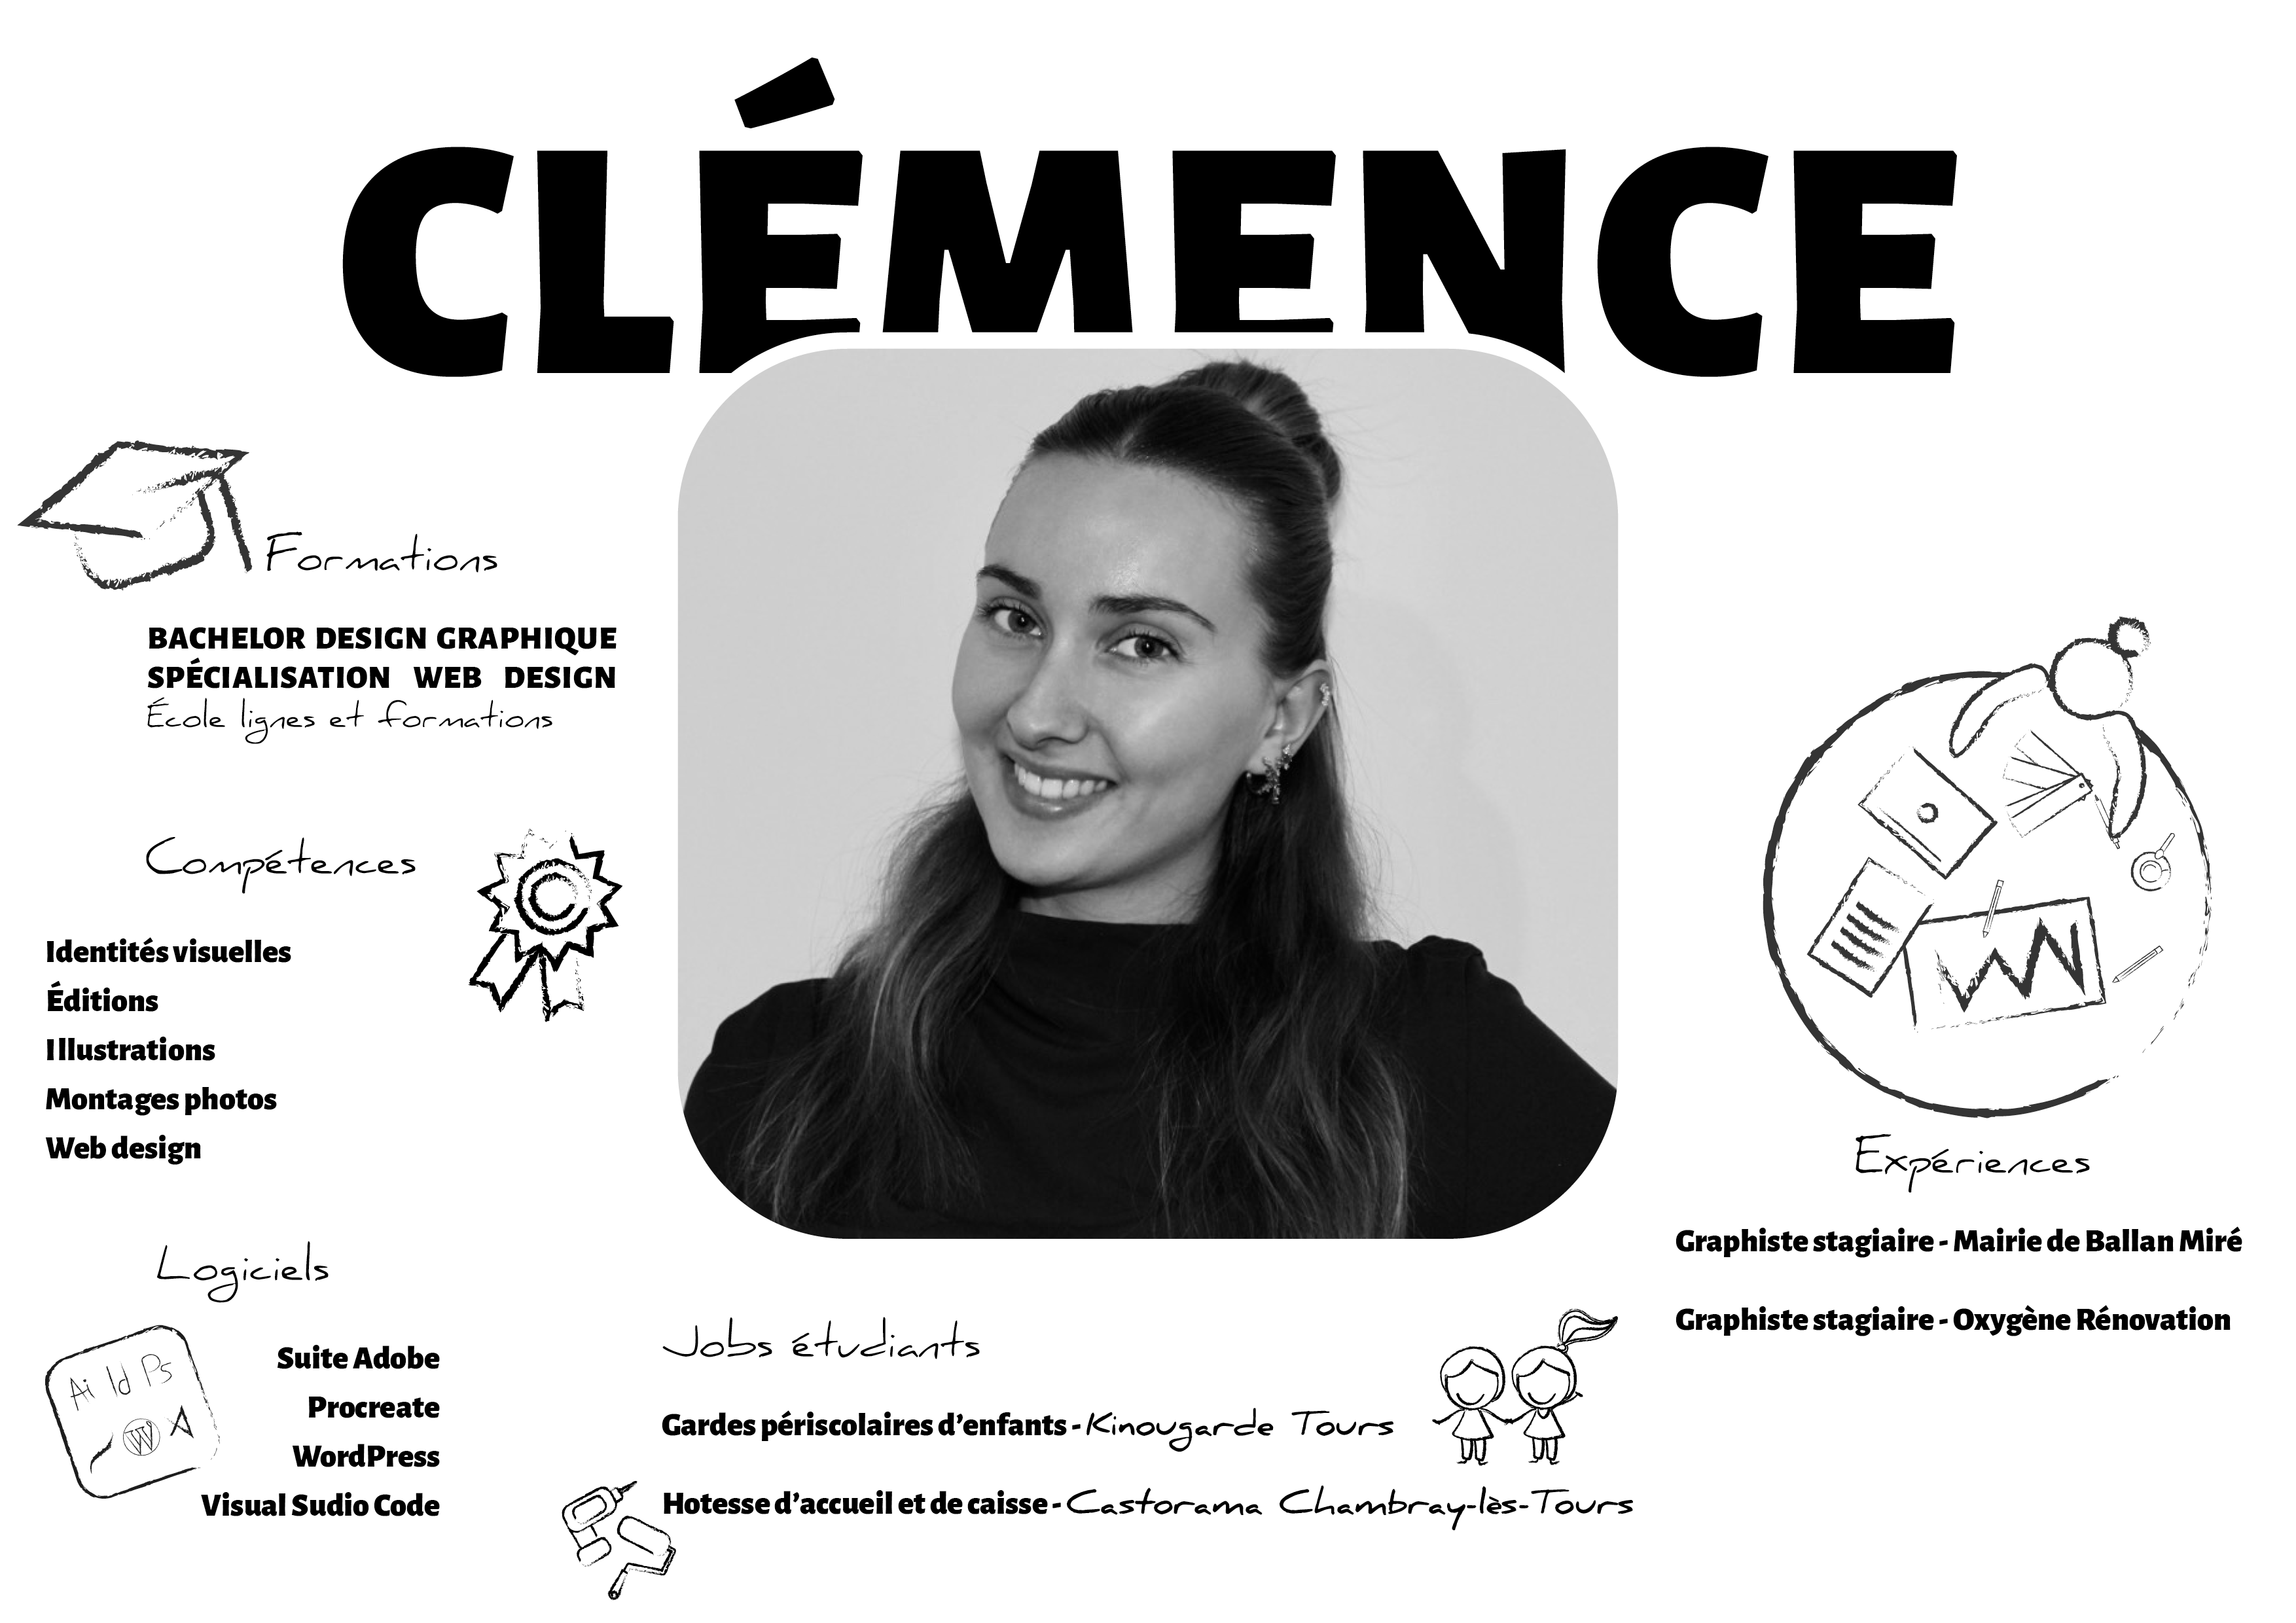 CLÉMENCE
Formations
BACHELOR DESIGN GRAPHIQUE
SPÉCIALISATION WEB DESIGN
École lignes et formations
Compétences
C
Identités visuelles
Éditions
Illustrations
Montages photos
Web design
Logiciels
Ai Id Ps
W
Suite Adobe
Procreate
WordPress
Visual Sudio Code
Jobs étudiants
Gardes périscolaires d’enfants - Kinougarde Tours
Hotesse d’accueil et de caisse - Castorama Chambray-lès-Tours
Expériences
Graphiste stagiaire - Mairie de Ballan Miré
Graphiste stagiaire - Oxygène Rénovation